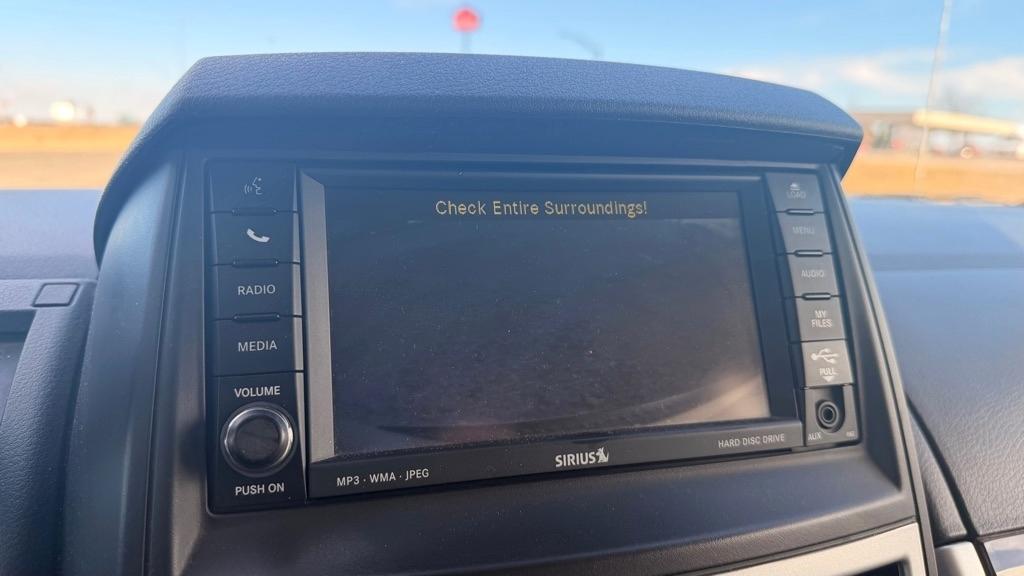 Check Entire Surroundings!
RADIO
MEDIA
VOLUME
PUSH ON
LOAD
MENU
AUDIO
MY
FILES
PULL
AUX
MP3 · WMA · JPEG
SIRIUS
HARD DISC DRIVE